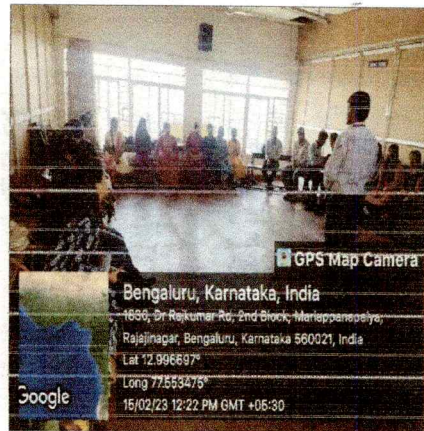 GPS Map Camera
Bengaluru, Karnataka, India
1630, Dr Rajkumar Rd, 2nd Block, Mariappanapalya,
Rajajinagar, Bengaluru, Karnataka 560021, India
Lat 12.996697°
Long 77.553475°
15/02/23 12:22 PM GMT +05:30
Google